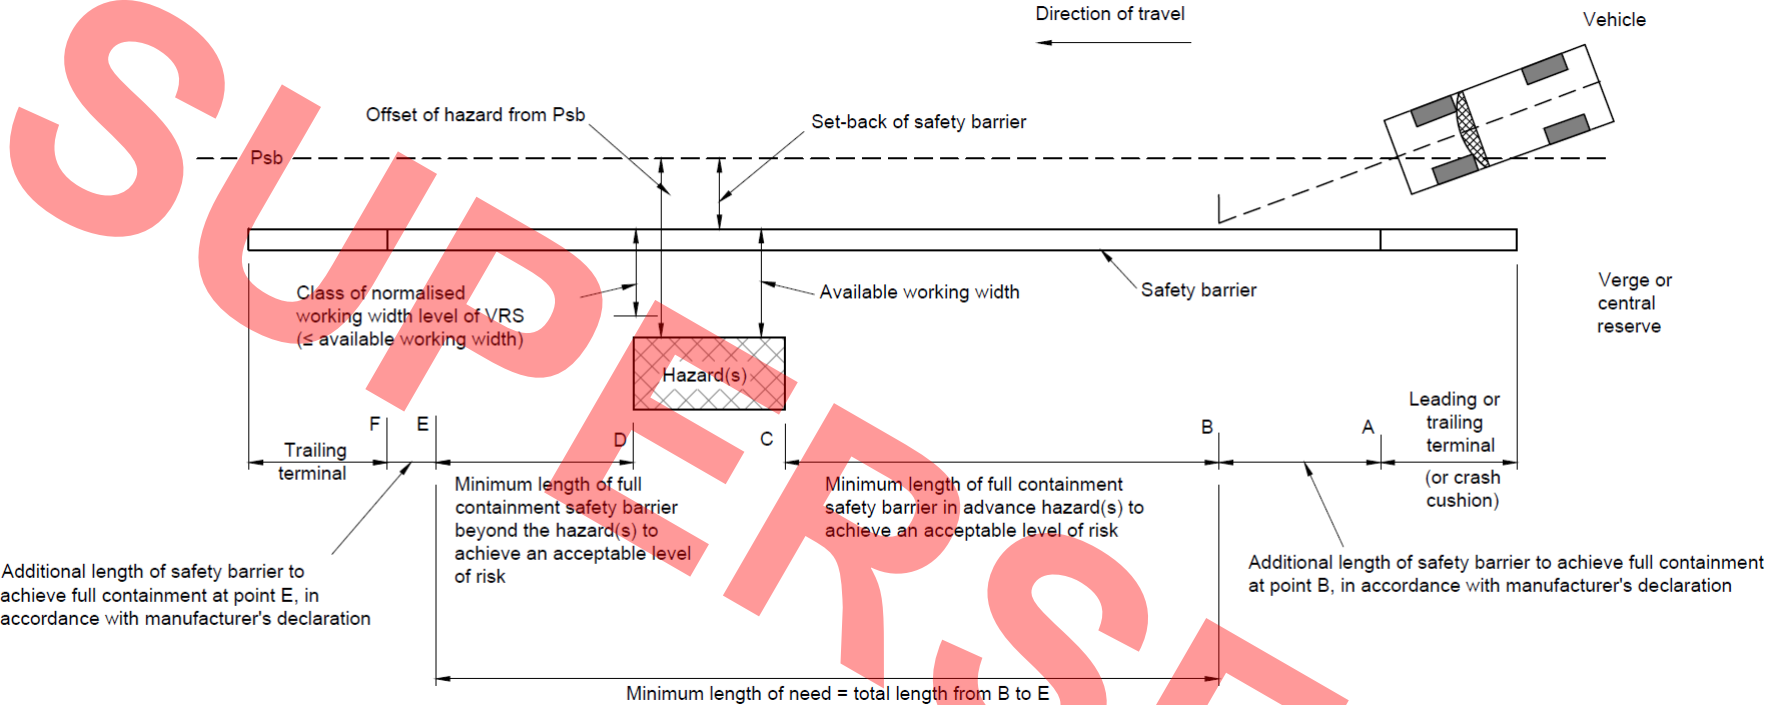 Direction of travel
Vehicle
Offset of hazard from Psb
Set-back of safety barrier
Psb
Class of normalised
working width level of VRS
(≤ available working width)
Available working width
Safety barrier
Verge or
central
reserve
Hazard(s)
F
E
D
C
B
A
Leading or
trailing
terminal
(or crash
cushion)
Trailing
terminal
Minimum length of full
containment safety barrier
beyond the hazard(s) to
achieve an acceptable level
of risk
Minimum length of full containment
safety barrier in advance hazard(s) to
achieve an acceptable level of risk
Additional length of safety barrier to
achieve full containment at point E, in
accordance with manufacturer's declaration
Additional length of safety barrier to achieve full containment
at point B, in accordance with manufacturer's declaration
Minimum length of need = total length from B to E
SUPERSE